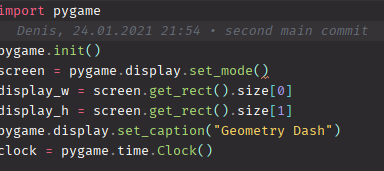 import pygame
Denis, 24.01.2021 21:54 • second main commit
pygame.init()
screen = pygame.display.set_mode()
display_w = screen.get_rect().size[0]
display_h = screen.get_rect().size[1]
pygame.display.set_caption("Geometry Dash")
clock = pygame.time.Clock()